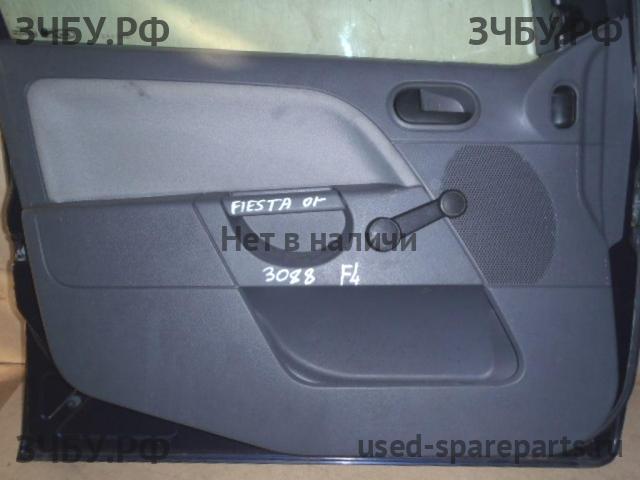 ЗЧБУ.РФ ЗЧБУ.РФ
FIESTA 01-
Нет в наличи
3088 F4
ЗЧБУ.РФ used-spareparts.ru